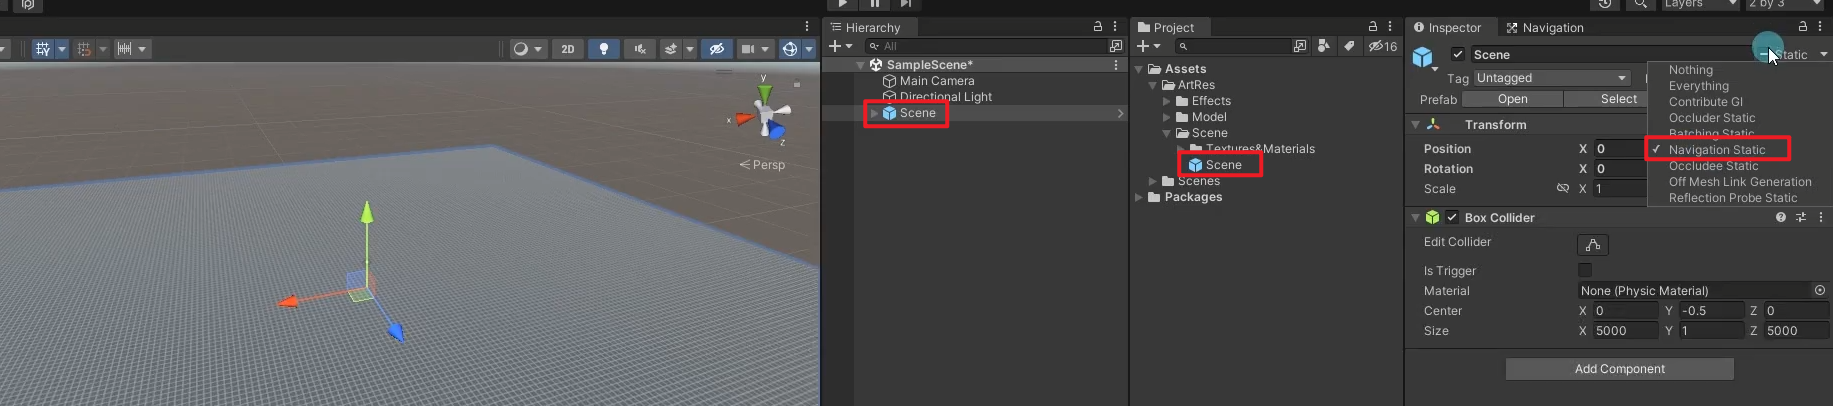 Layers
2 by 3
2D
y
x
z
Persp
Hierarchy
All
SampleScene*
Main Camera
Directional Light
Scene
Project
16
Assets
ArtRes
Effects
Model
Scene
Textures&Materials
Scene
Scenes
Packages
Inspector
Navigation
Scene
Static
Tag Untagged
Prefab Open Select
Nothing
Everything
Contribute GI
Occluder Static
Batching Static
Navigation Static
Occludee Static
Off Mesh Link Generation
Reflection Probe Static
Transform
Position X 0
Rotation X 0
Scale X 1
Box Collider
Edit Collider
Is Trigger
Material None (Physic Material)
Center X 0 Y -0.5 Z 0
Size X 5000 Y 1 Z 5000
Add Component